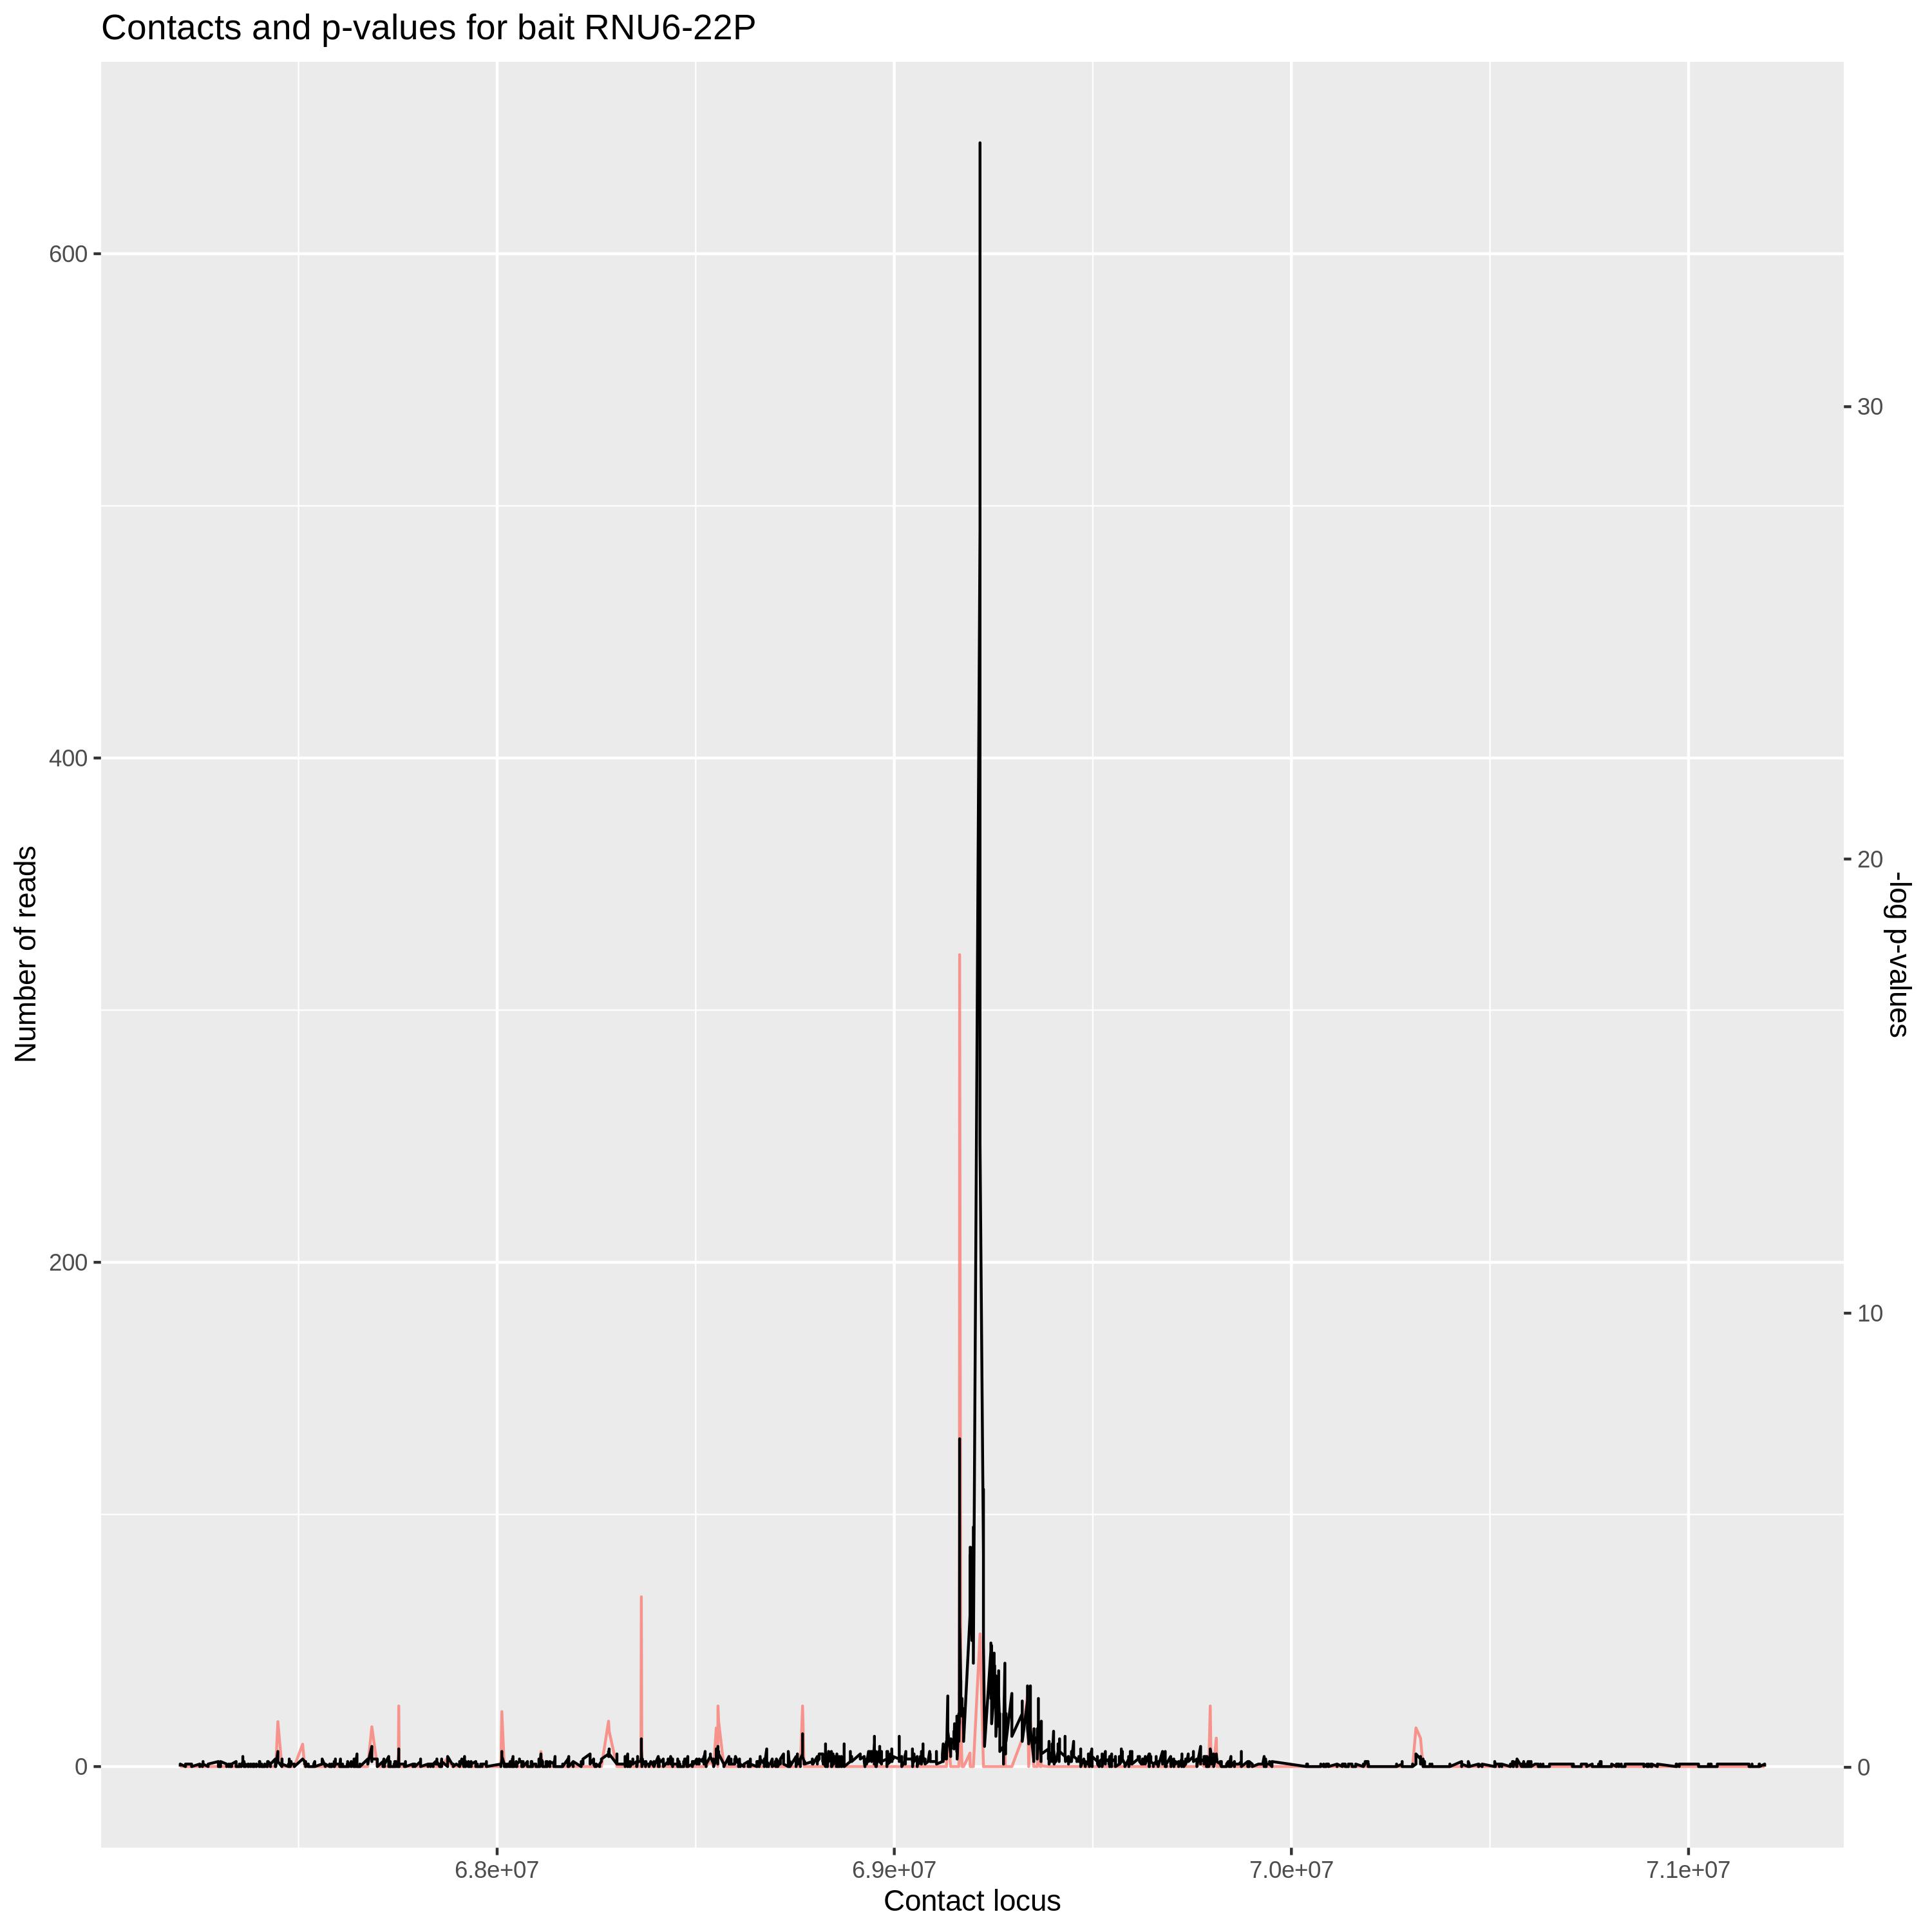 Contacts and p-values for bait RNU6-22P
600
400
200
0
Number of reads
30
20
10
0
-log p-values
6.8e+07
6.9e+07
7.0e+07
7.1e+07
Contact locus